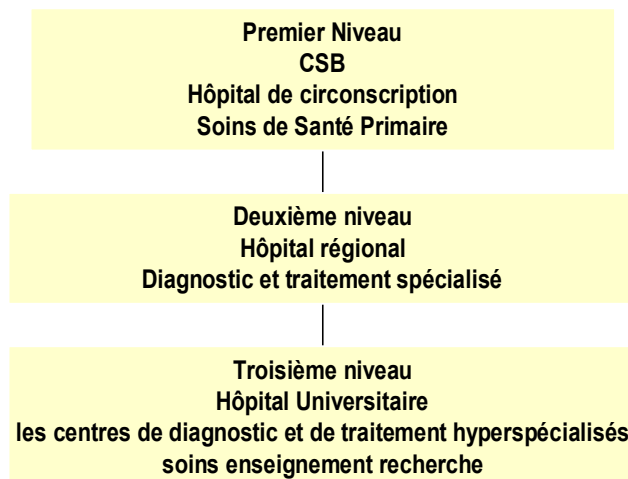 Premier Niveau
CSB
Hôpital de circonscription
Soins de Santé Primaire
Deuxième niveau
Hôpital régional
Diagnostic et traitement spécialisé
Troisième niveau
Hôpital Universitaire
les centres de diagnostic et de traitement hyperspécialisés
soins enseignement recherche